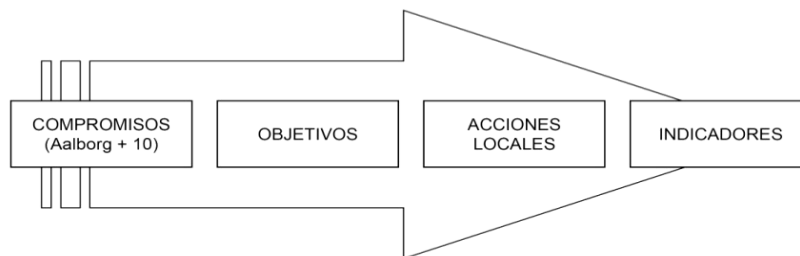 COMPROMISOS
(Aalborg + 10)
OBJETIVOS
ACCIONES
LOCALES
INDICADORES